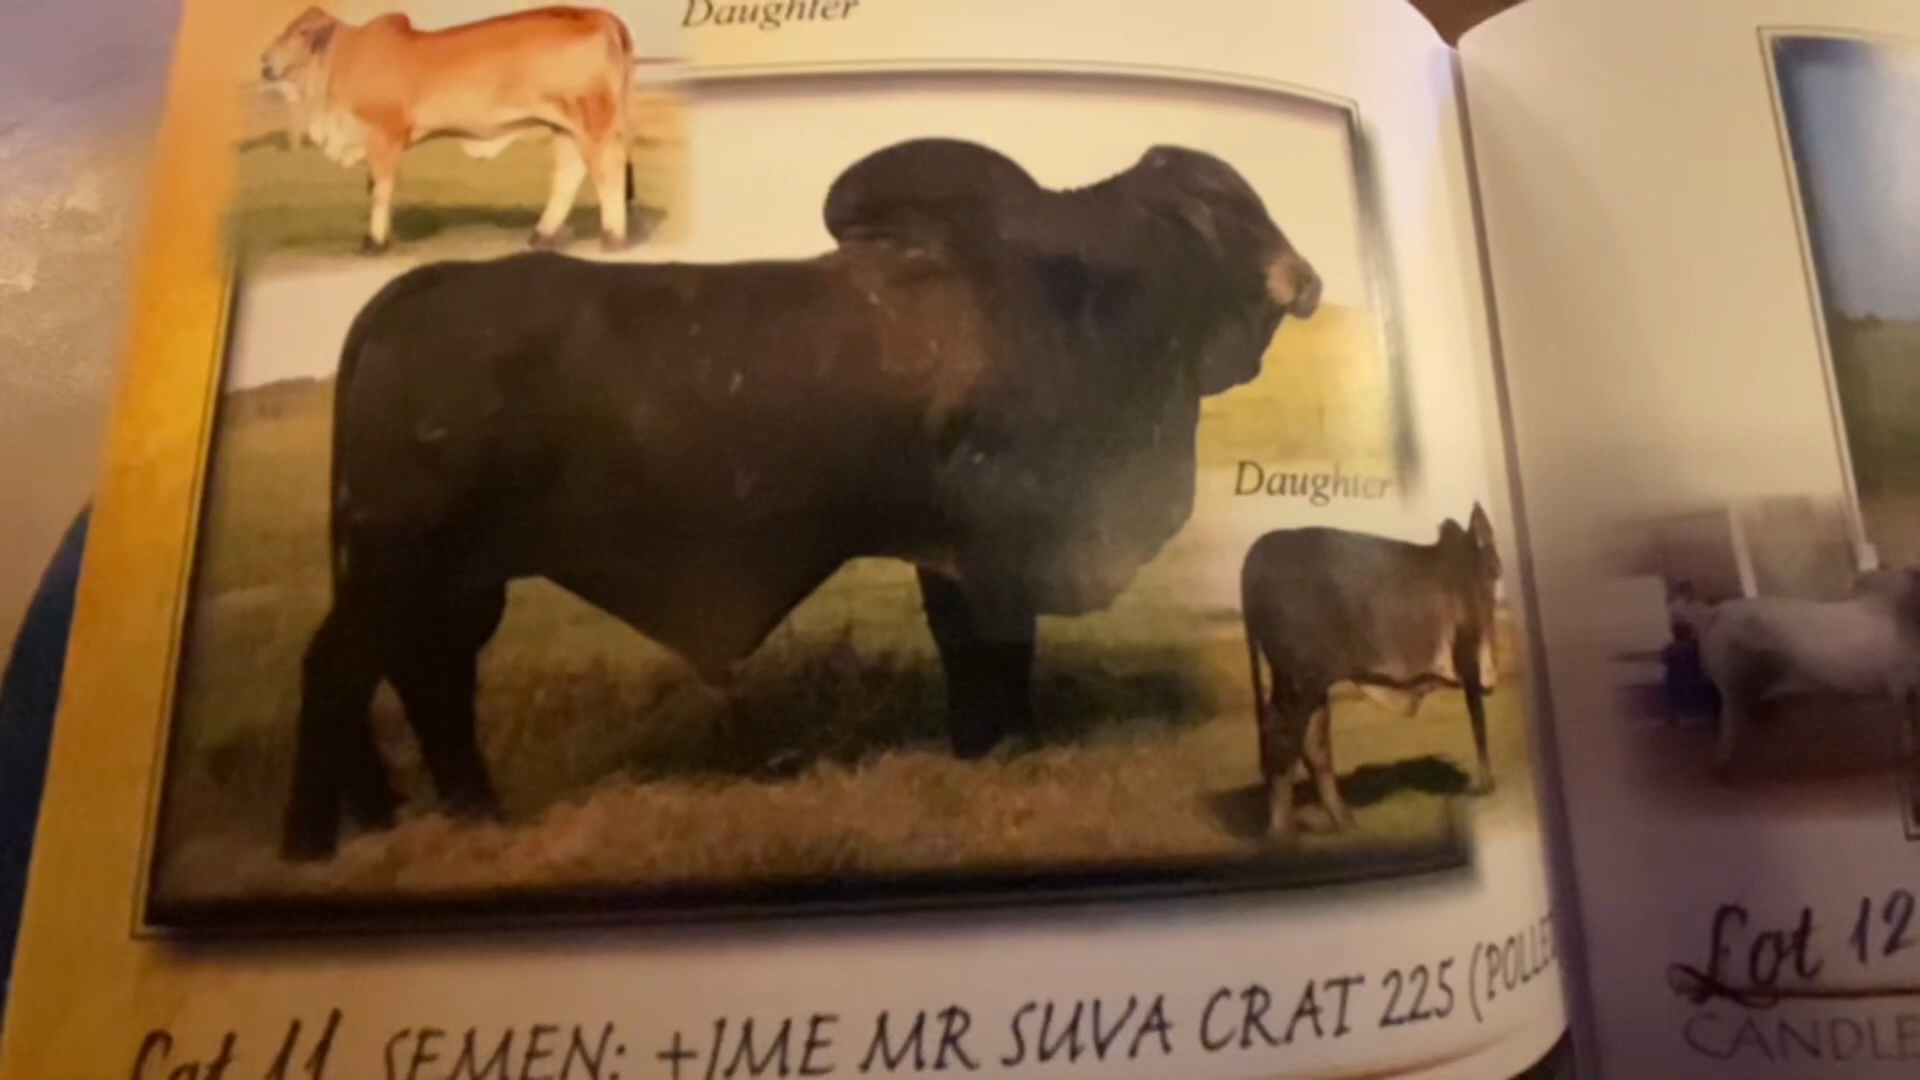 Daughter
Daughter
Lot 11 SEMEN: +JME MR SUVA CRAT 225 (POLLE
Lot 12
CANDLE